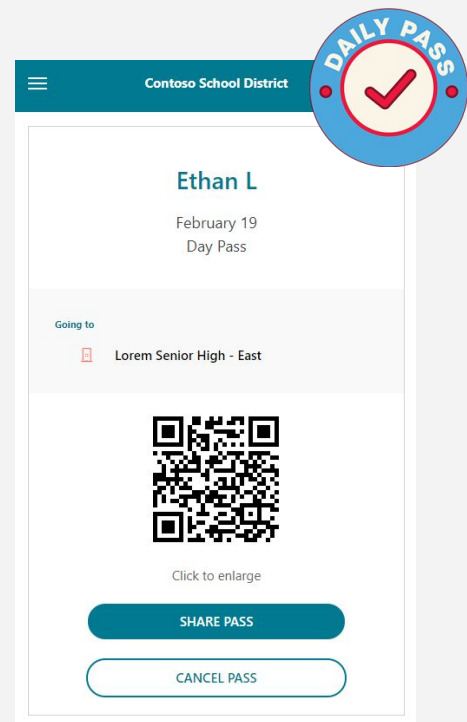 DAILY PASS
Contoso School District
Ethan L
February 19
Day Pass
Going to
Lorem Senior High - East
Click to enlarge
SHARE PASS
CANCEL PASS